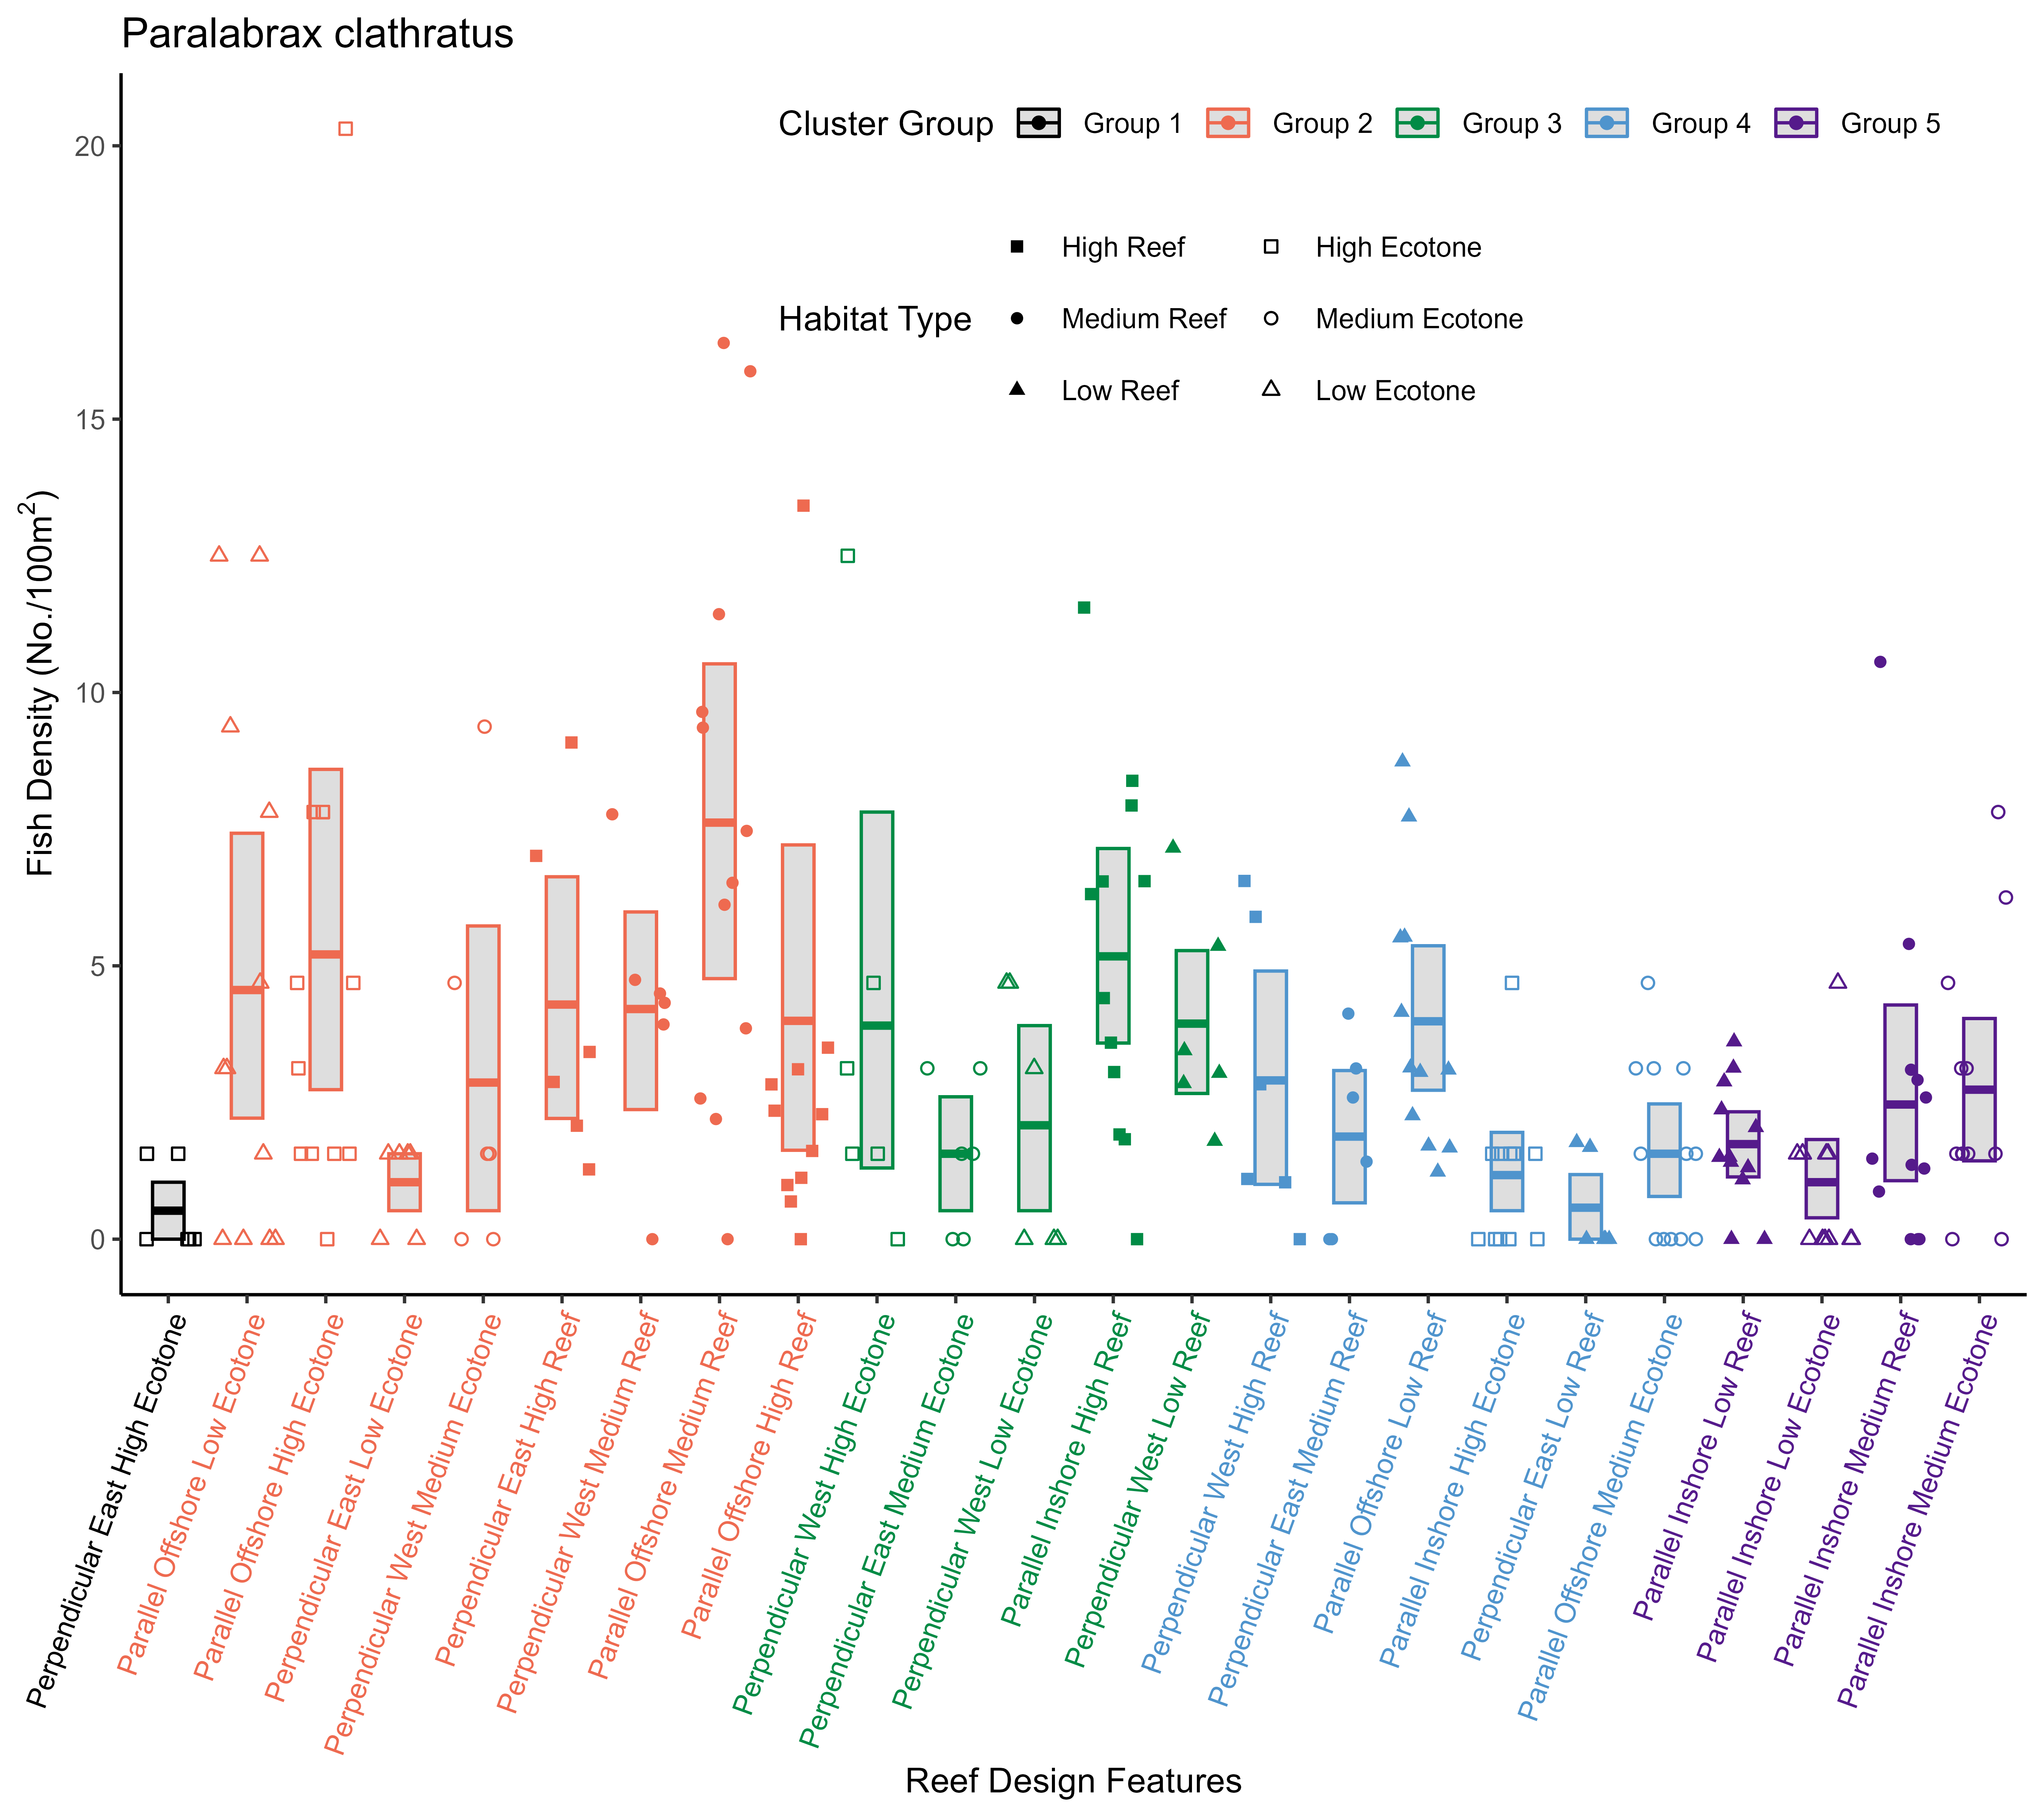 Paralabrax clathratus
Cluster Group Group 1 Group 2 Group 3 Group 4 Group 5
High Reef High Ecotone
Habitat Type Medium Reef Medium Ecotone
Low Reef Low Ecotone
Fish Density (No./100m²)
20
15
10
5
0
Perpendicular East High Ecotone
Parallel Offshore Low Ecotone
Parallel Offshore High Ecotone
Perpendicular East Low Ecotone
Perpendicular West Medium Ecotone
Perpendicular East High Reef
Perpendicular West Medium Reef
Parallel Offshore Medium Reef
Parallel Offshore High Reef
Perpendicular West High Ecotone
Perpendicular East Medium Ecotone
Perpendicular West Low Ecotone
Parallel Inshore High Reef
Perpendicular West Low Reef
Perpendicular West High Reef
Perpendicular East Medium Reef
Parallel Offshore Low Reef
Parallel Inshore High Ecotone
Perpendicular East Low Reef
Parallel Offshore Medium Ecotone
Parallel Inshore Low Reef
Parallel Inshore Low Ecotone
Parallel Inshore Medium Reef
Parallel Inshore Medium Ecotone
Reef Design Features